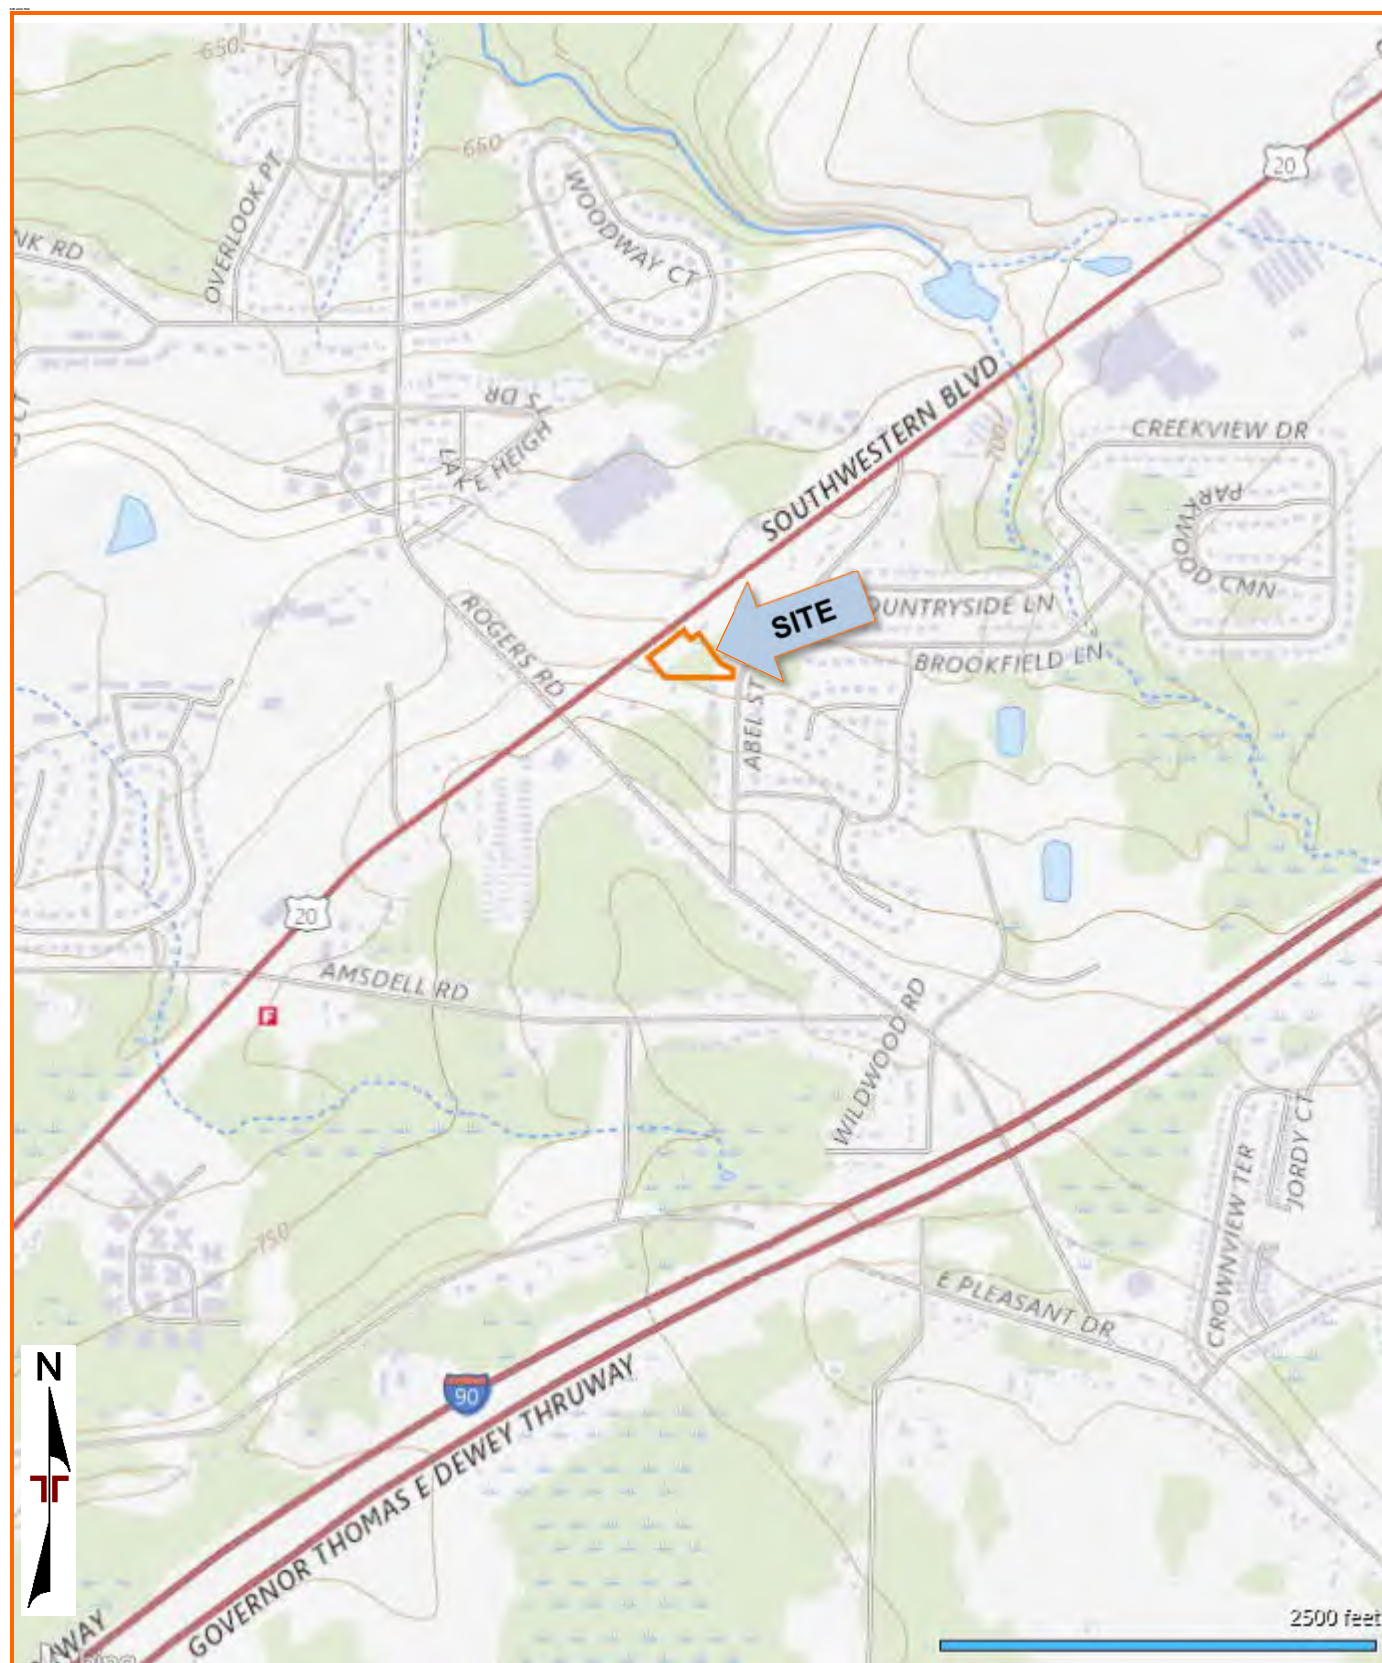 650
650
20
OVERLOOK PT
WOODWAY CT
NK RD
SOUTHWESTERN BLVD
LAKE HEIGHTS DR
700
CREEKVIEW DR
PARKWOOD CMN
SITE
OUNTRYSIDE LN
BROOKFIELD LN
ROGERS RD
ABEL ST
20
AMSDELL RD
F
WILDWOOD RD
JORDY CT
CROWNVIEW TER
750
E PLEASANT DR
N
90
GOVERNOR THOMAS E DEWEY THRUWAY
WAY
2500 feet